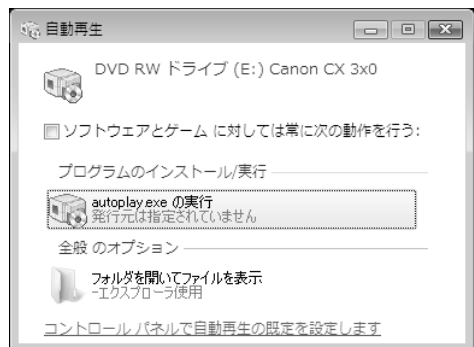 自動再生
DVD RW ドライブ (E:) Canon CX 3x0
ソフトウェアとゲーム に対しては常に次の動作を行う:
プログラムのインストール/実行
autoplay.exe の実行
発行元は指定されていません
全般 のオプション
フォルダを開いてファイルを表示
-エクスプローラ使用
コントロール パネルで自動再生の既定を設定します